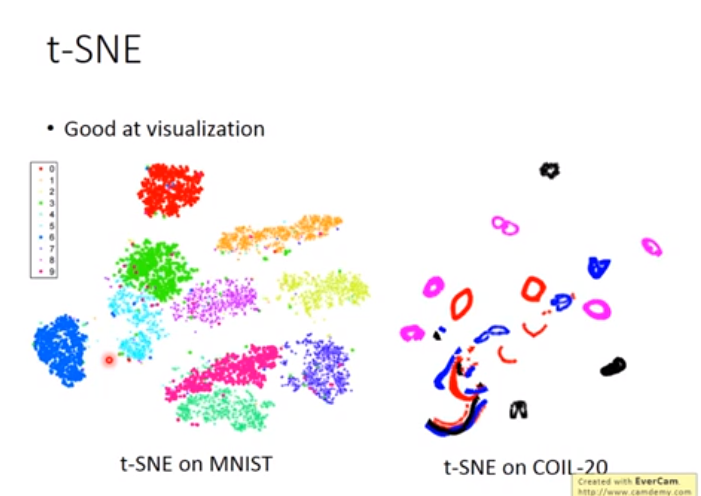 t-SNE
• Good at visualization
0
1
2
3
4
5
6
7
8
9
t-SNE on MNIST
t-SNE on COIL-20
Created with EverCam.
http://www.camdemy.com